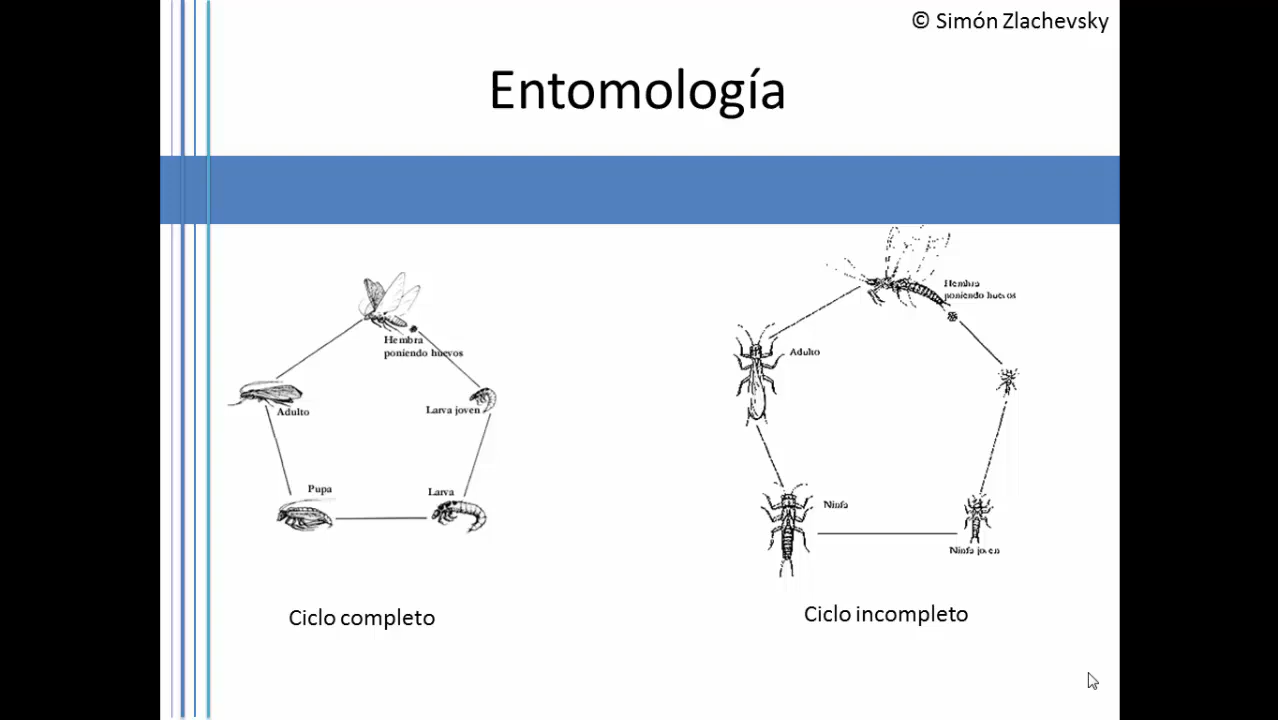 © Simón Zlachevsky
Entomología
Hembra
poniendo huevos
Adulto
Larva joven
Pupa
Larva
Ciclo completo
Hembra
poniendo huevos
Adulto
Ninfa
Ninfa joven
Ciclo incompleto